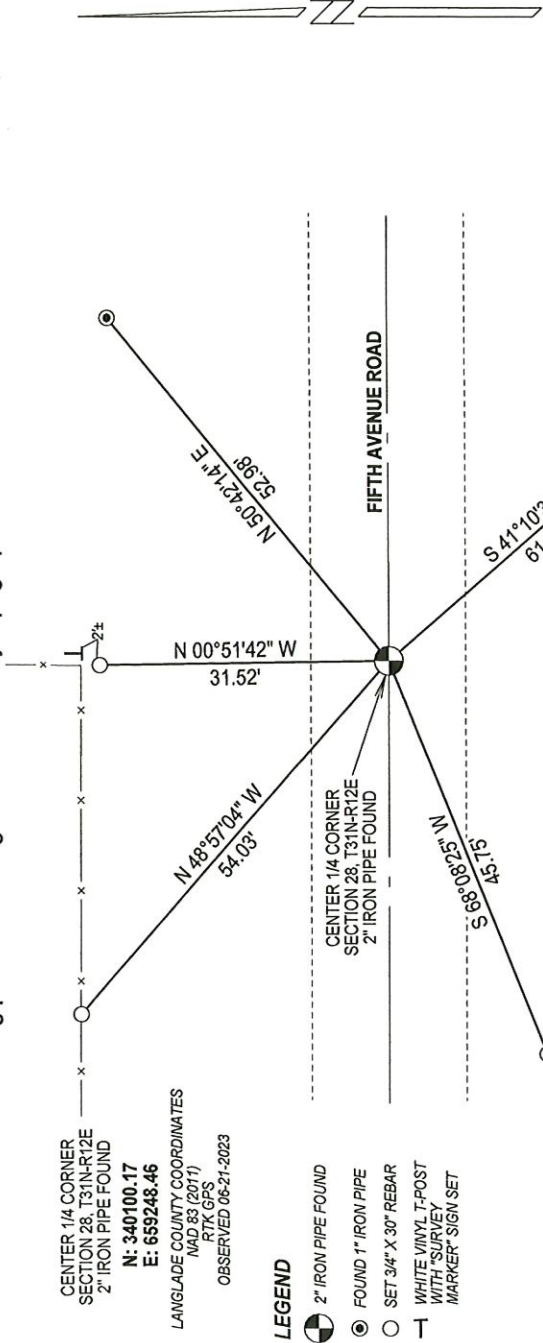 CENTER 1/4 CORNER
SECTION 28, T31N-R12E
2" IRON PIPE FOUND
N: 340100.17
E: 659248.46
LANGLADE COUNTY COORDINATES
NAD 83 (2011)
RTK GPS
OBSERVED 06-21-2023
LEGEND
2" IRON PIPE FOUND
FOUND 1" IRON PIPE
SET 3/4" X 30" REBAR
WHITE VINYL T-POST
WITH "SURVEY
MARKER" SIGN SET
N 48°57'04" W
54.03'
2'±
N 00°51'42" W
31.52'
N 50°42'14" E
52.98'
FIFTH AVENUE ROAD
CENTER 1/4 CORNER
SECTION 28, T31N-R12E
2" IRON PIPE FOUND
S 68°08'25" W
45.75'
S 41°10'3
61
N